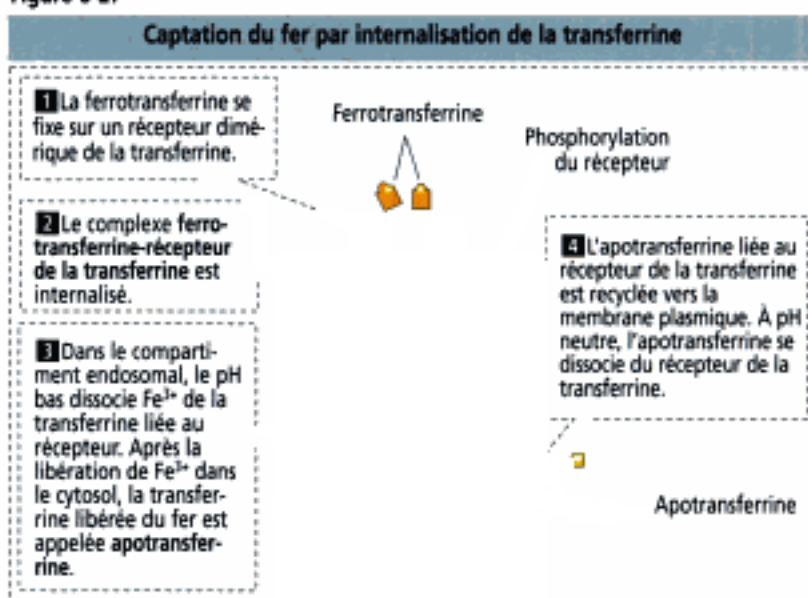 Captation du fer par internalisation de la transferrine
1 La ferrotransferrine se
fixe sur un récepteur dimé-
rique de la transferrine.
Ferrotransferrine
Phosphorylation
du récepteur
2 Le complexe ferro-
transferrine-récepteur
de la transferrine est
internalisé.
3 Dans le comparti-
ment endosomal, le pH
bas dissocie Fe³⁺ de la
transferrine liée au
récepteur. Après la
libération de Fe³⁺ dans
le cytosol, la transfer-
rine libérée du fer est
appelée apotransfer-
rine.
4 L'apotransferrine liée au
récepteur de la transferrine
est recyclée vers la
membrane plasmique. À pH
neutre, l'apotransferrine se
dissocie du récepteur de la
transferrine.
Apotransferrine